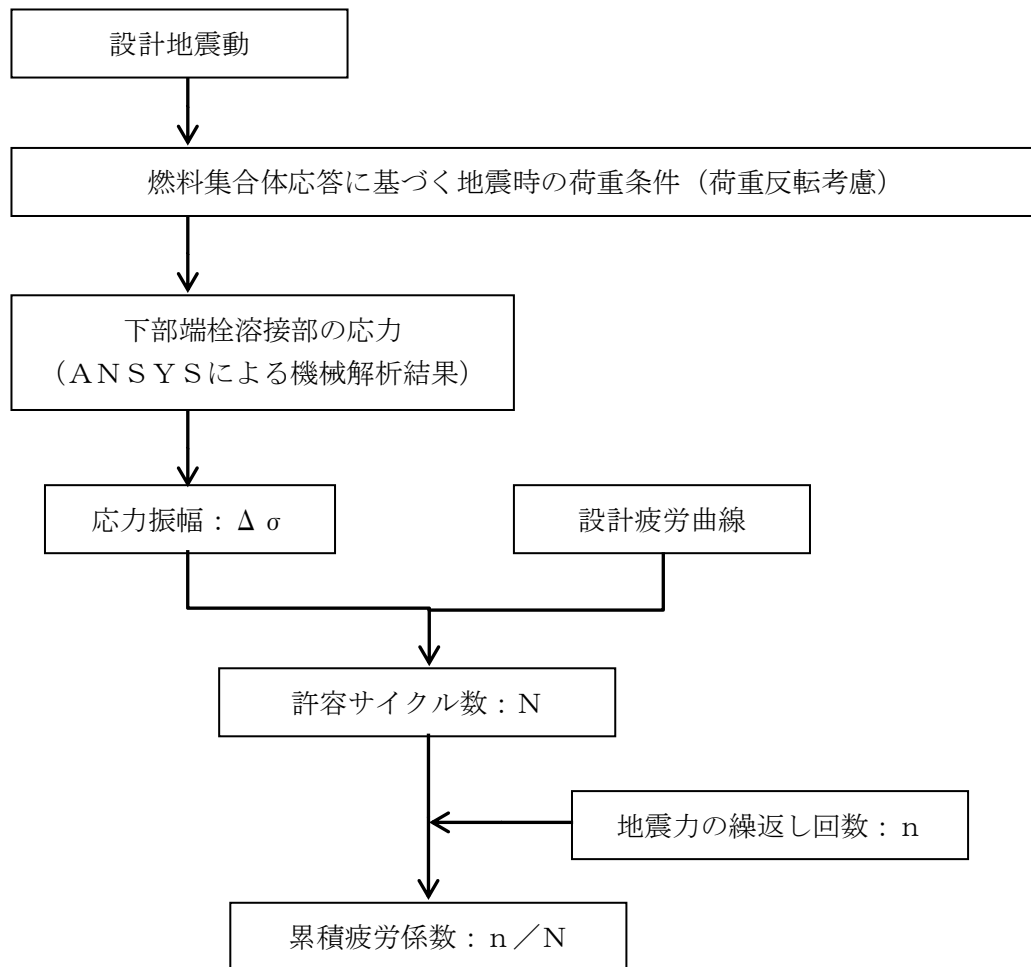 設計地震動
燃料集合体応答に基づく地震時の荷重条件（荷重反転考慮）
下部端栓溶接部の応力
（ＡＮＳＹＳによる機械解析結果）
応力振幅：Δσ
設計疲労曲線
許容サイクル数：Ｎ
地震力の繰返し回数：ｎ
累積疲労係数：ｎ／Ｎ